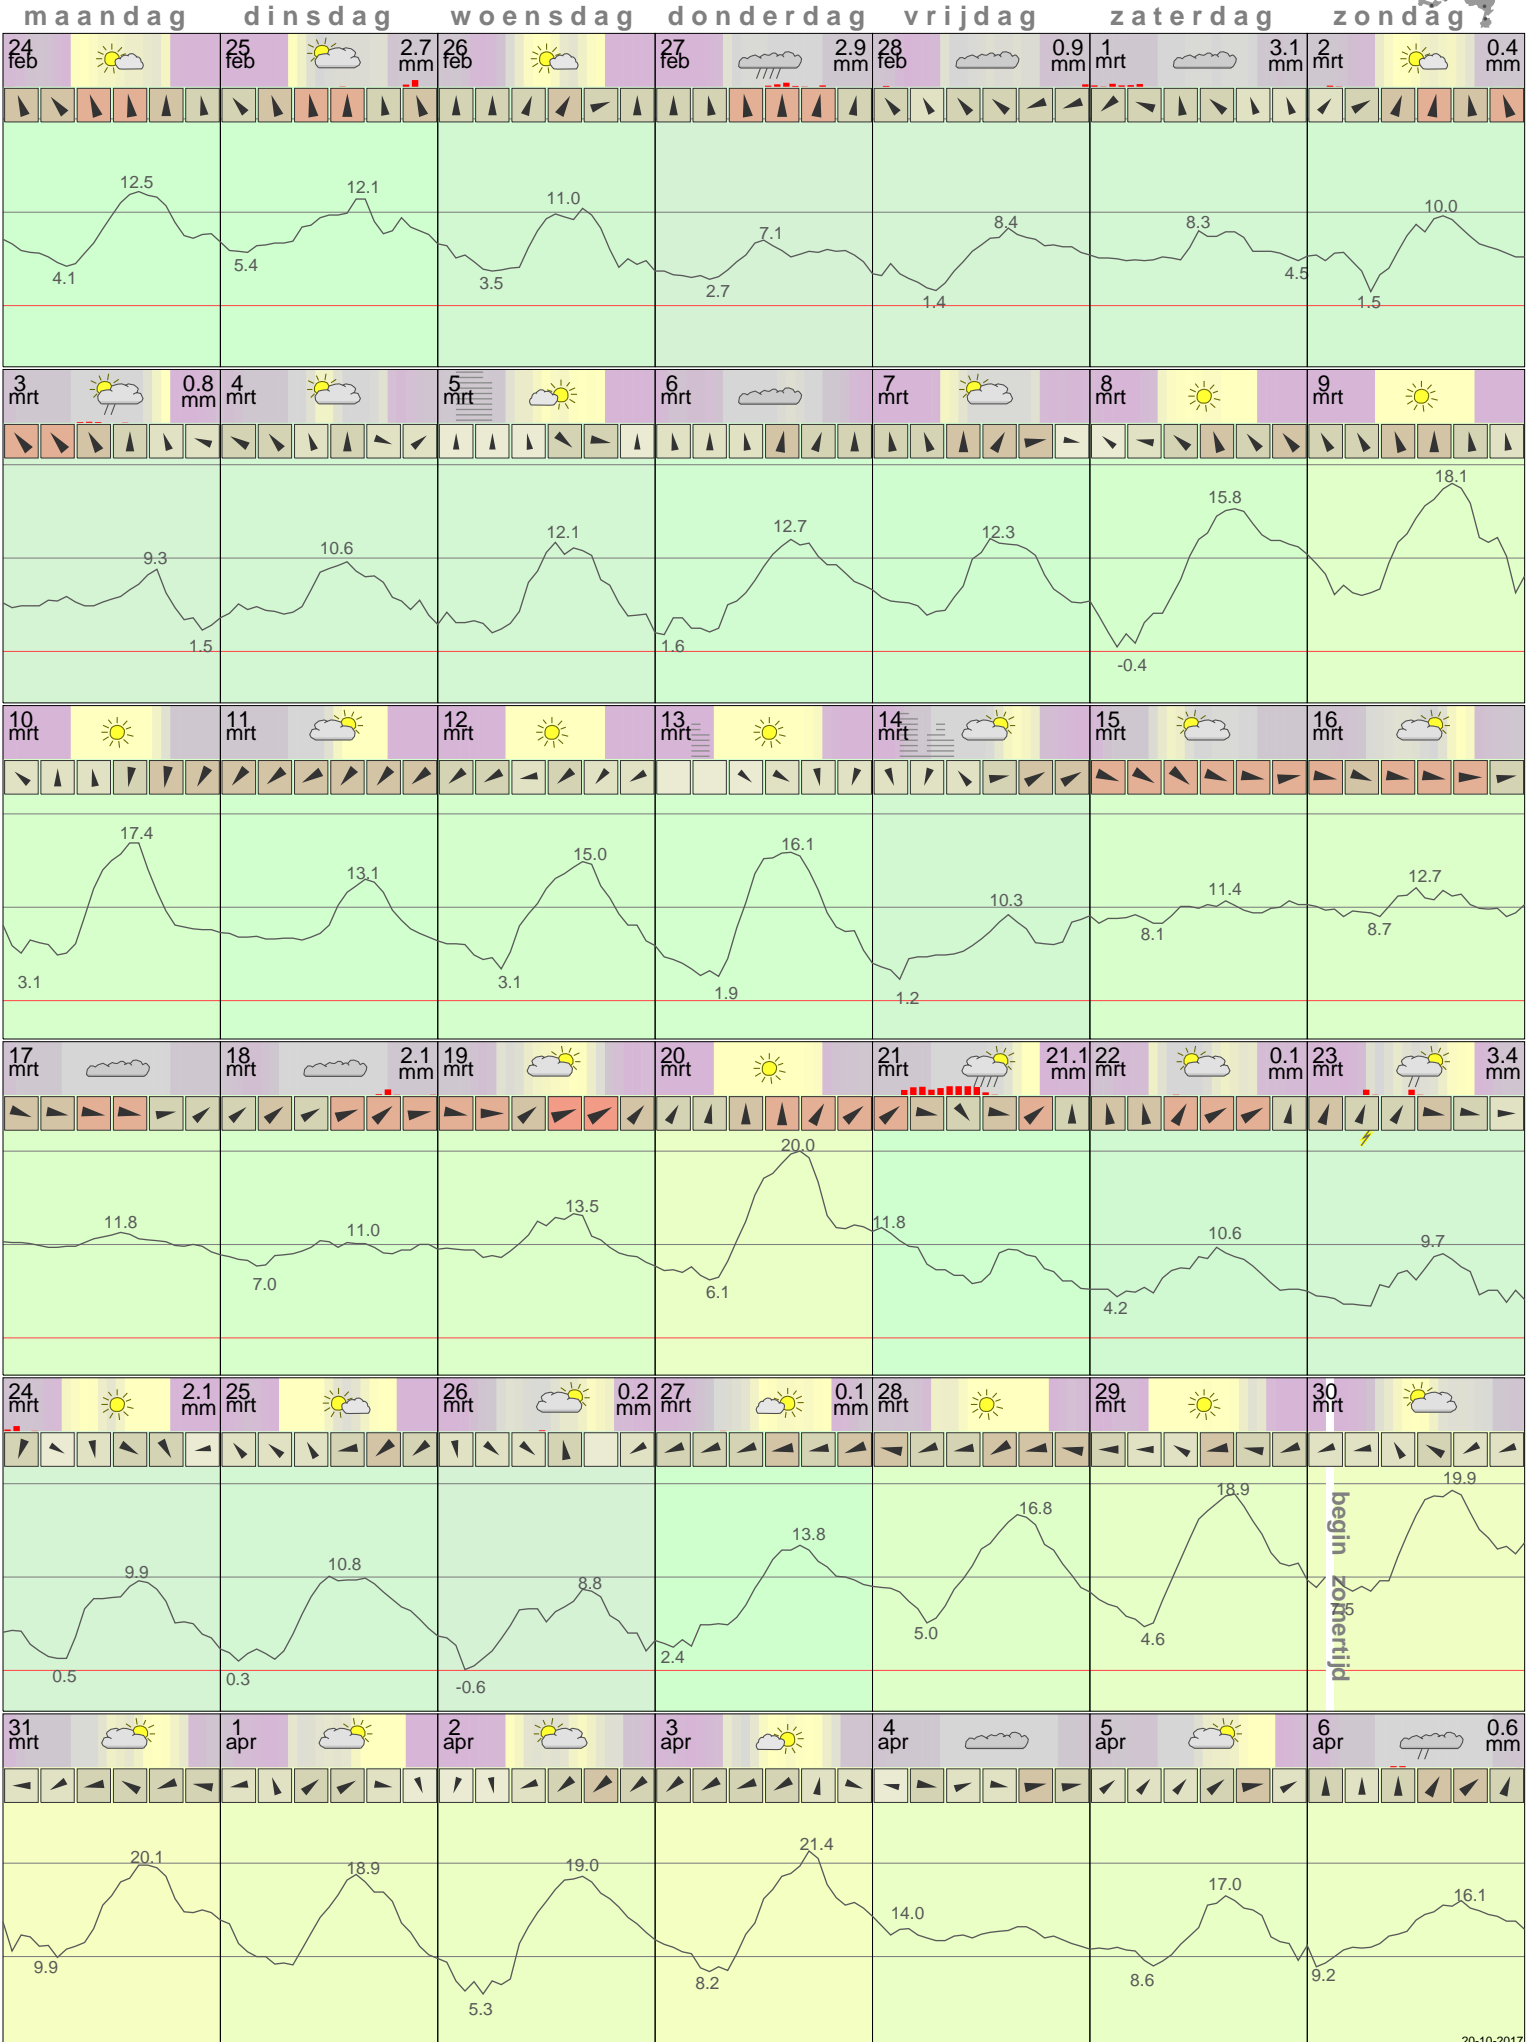 maandag dinsdag woensdag donderdag vrijdag zaterdag zondag
24 25 26 27 28 1 2
feb feb 2.7 mm feb feb 2.9 mm feb 0.9 mm mrt 3.1 mm mrt 0.4 mm
12.5 12.1 11.0 7.1 8.4 8.3 10.0
4.1 5.4 3.5 2.7 1.4 4.5 1.5
3 4 5 6 7 8 9
mrt 0.8 mm mrt mrt mrt mrt mrt mrt
9.3 10.6 12.1 12.7 12.3 15.8 18.1
1.5 1.6 -0.4
10 11 12 13 14 15 16
mrt mrt mrt mrt mrt mrt mrt
17.4 13.1 15.0 16.1 10.3 11.4 12.7
3.1 3.1 1.9 1.2 8.1 8.7
17 18 19 20 21 22 23
mrt mrt 2.1 mm mrt mrt mrt 21.1 mm mrt 0.1 mm mrt 3.4 mm
11.8 11.0 13.5 20.0 11.8 10.6 9.7
7.0 6.1 4.2
24 25 26 27 28 29 30
mrt 2.1 mm mrt mrt 0.2 mm mrt 0.1 mm mrt mrt mrt
9.9 10.8 8.8 13.8 16.8 18.9 19.9
0.5 0.3 -0.6 2.4 5.0 4.6 7.5
begin zomertijd
31 1 2 3 4 5 6
mrt apr apr apr apr apr apr 0.6 mm
20.1 18.9 19.0 21.4 14.0 17.0 16.1
9.9 5.3 8.2 8.6 9.2
20-10-2017